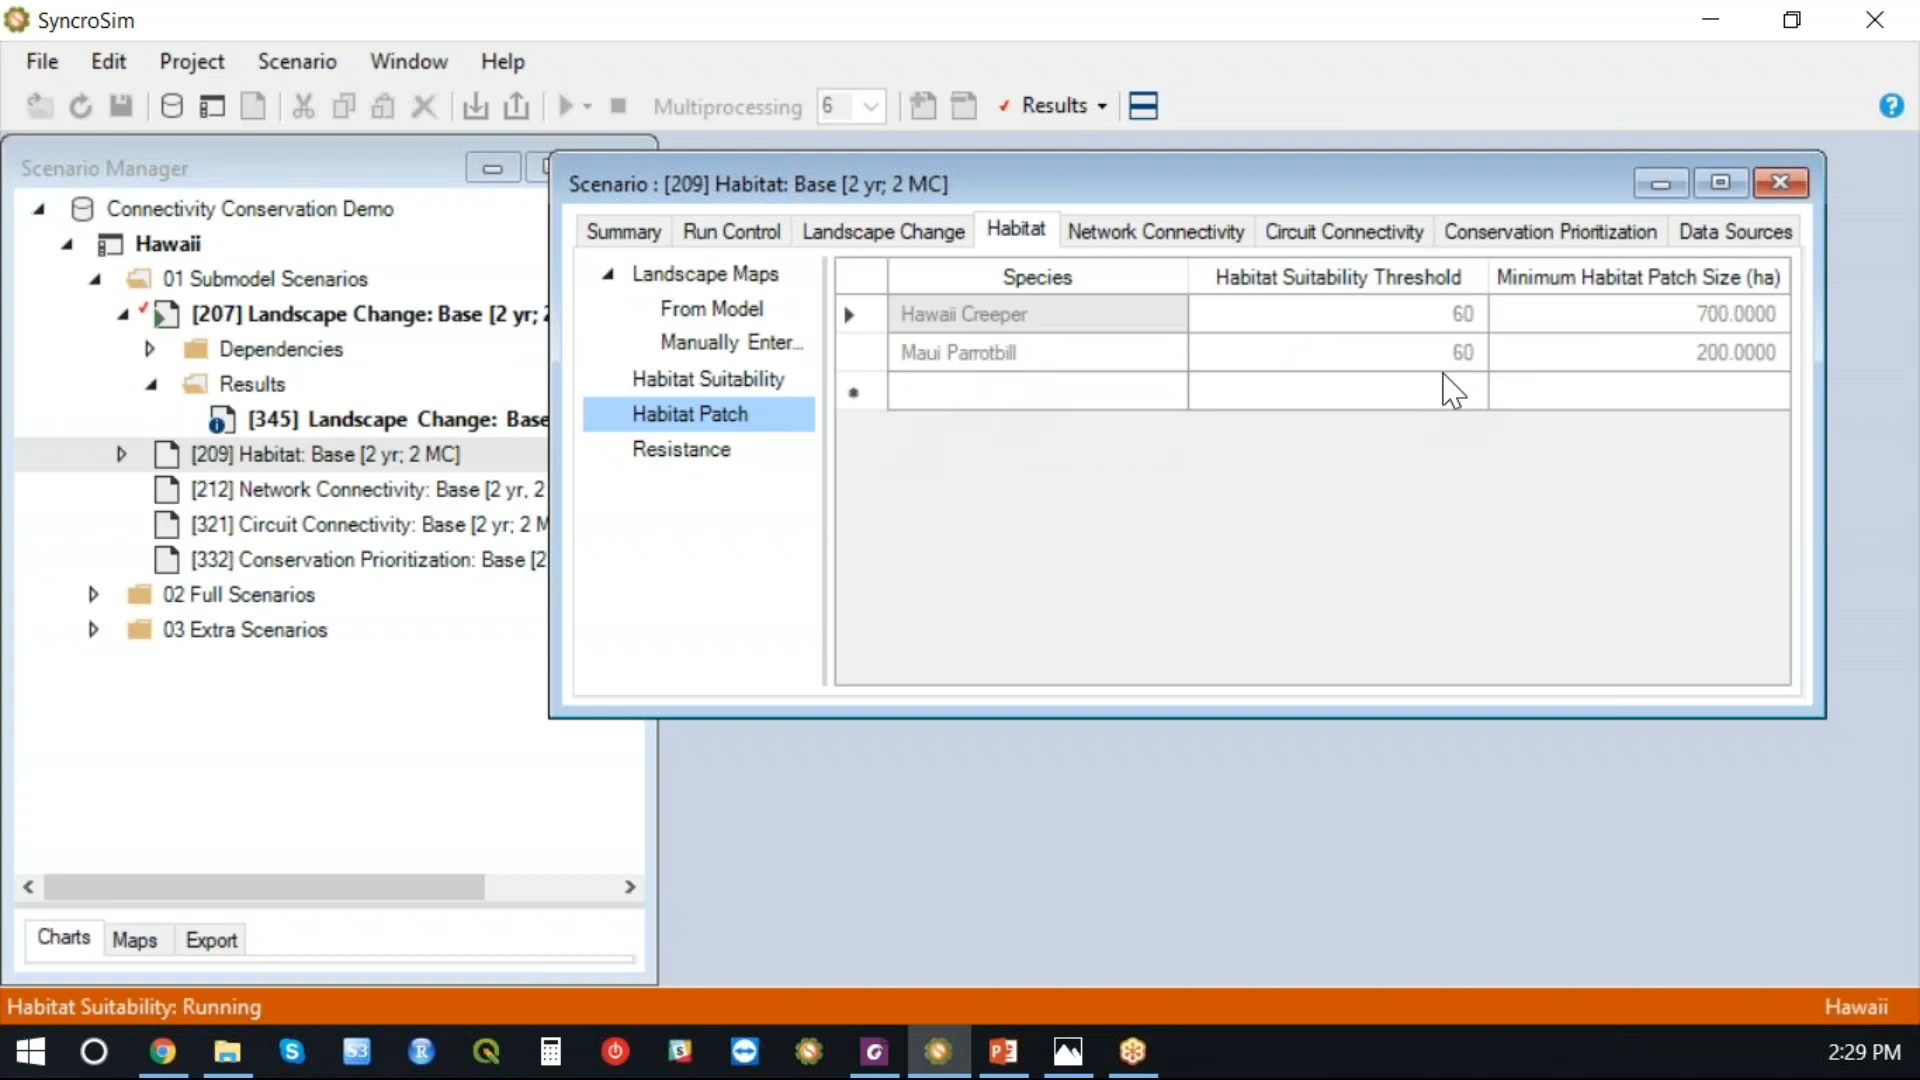 SyncroSim
File Edit Project Scenario Window Help
Multiprocessing 6 Results
Scenario Manager
Connectivity Conservation Demo
Hawaii
01 Submodel Scenarios
[207] Landscape Change: Base [2 yr; 2
Dependencies
Results
[345] Landscape Change: Base
[209] Habitat: Base [2 yr; 2 MC]
[212] Network Connectivity: Base [2 yr, 2
[321] Circuit Connectivity: Base [2 yr; 2 M
[332] Conservation Prioritization: Base [2
02 Full Scenarios
03 Extra Scenarios
Charts Maps Export
Scenario : [209] Habitat: Base [2 yr; 2 MC]
Summary Run Control Landscape Change Habitat Network Connectivity Circuit Connectivity Conservation Prioritization Data Sources
Landscape Maps
From Model
Manually Enter...
Habitat Suitability
Habitat Patch
Resistance
Species Habitat Suitability Threshold Minimum Habitat Patch Size (ha)
Hawaii Creeper 60 700.0000
Maui Parrotbill 60 200.0000
Habitat Suitability: Running Hawaii
2:29 PM